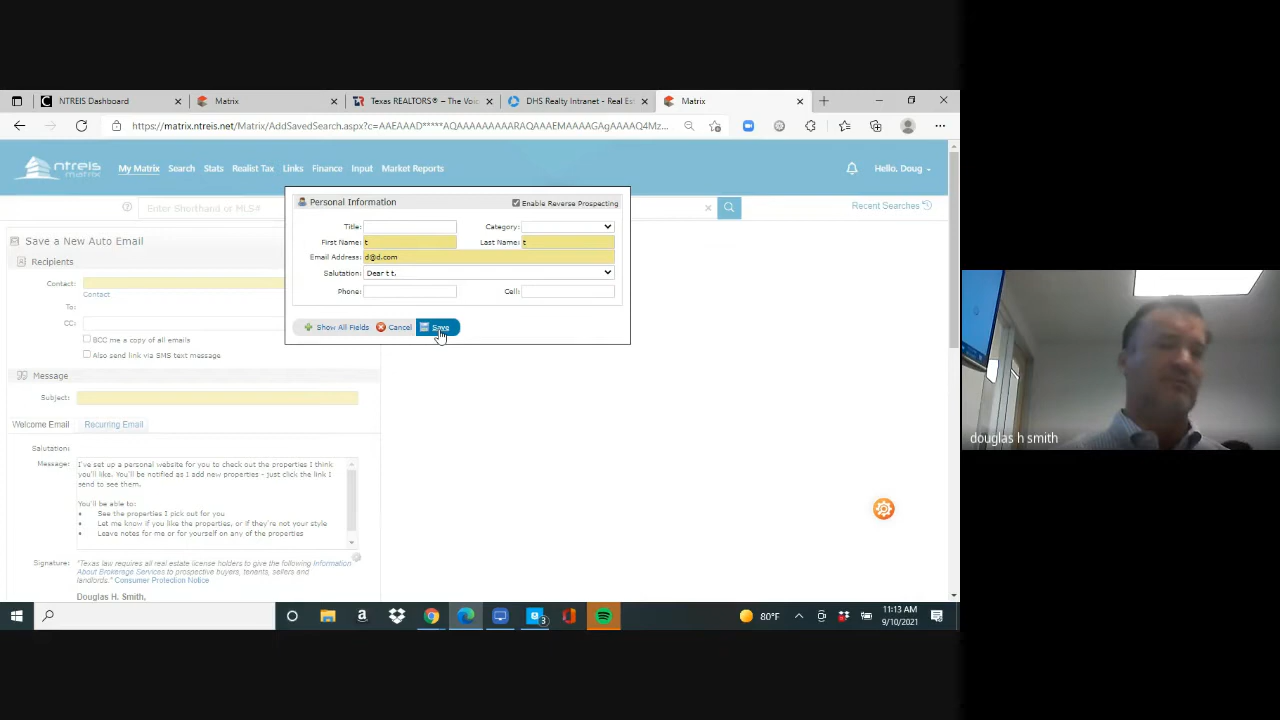 NTREIS Dashboard
Matrix
Texas REALTORS® – The Voic
DHS Realty Intranet - Real Est
Matrix
https://matrix.ntreis.net/Matrix/AddSavedSearch.aspx?c=AAEAAAD*****AQAAAAAAAAARAQAAAEMAAAAGAgAAAAQ4Mz...
ntreis matrix
My Matrix Search Stats Realist Tax Links Finance Input Market Reports
Hello, Doug
Enter Shorthand or MLS#
Recent Searches
Save a New Auto Email
Recipients
Contact:
Contact
To:
CC:
BCC me a copy of all emails
Also send link via SMS text message
Personal Information
Enable Reverse Prospecting
Title:
Category:
First Name: t
Last Name: t
Email Address: d@d.com
Salutation: Dear t t,
Phone:
Cell:
Show All Fields Cancel Save
Message
Subject:
Welcome Email Recurring Email
Salutation:
Message: I've set up a personal website for you to check out the properties I think
you'll like. You'll be notified as I add new properties - just click the link I
send to see them.
You'll be able to:
• See the properties I pick out for you
• Let me know if you like the properties, or if they're not your style
• Leave notes for me or for yourself on any of the properties
Signature: "Texas law requires all real estate license holders to give the following Information
About Brokerage Services to prospective buyers, tenants, sellers and
landlords." Consumer Protection Notice
Douglas H. Smith,
douglas h smith
3
80°F
11:13 AM
9/10/2021